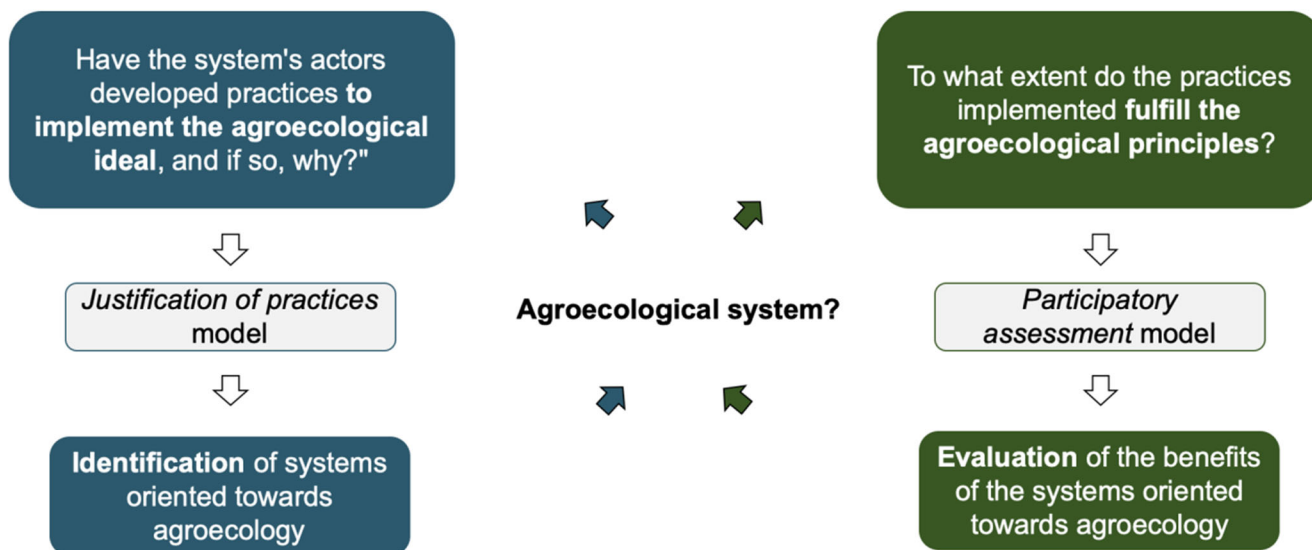 Have the system's actors
developed practices to
implement the agroecological
ideal, and if so, why?"
Justification of practices
model
Identification of systems
oriented towards
agroecology
Agroecological system?
To what extent do the practices
implemented fulfill the
agroecological principles?
Participatory
assessment model
Evaluation of the benefits
of the systems oriented
towards agroecology